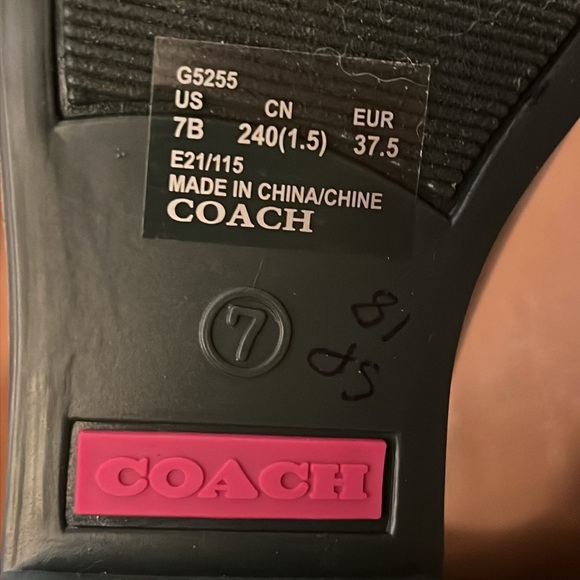 G5255
US CN EUR
7B 240(1.5) 37.5
E21/115
MADE IN CHINA/CHINE
COACH
7
81
COACH